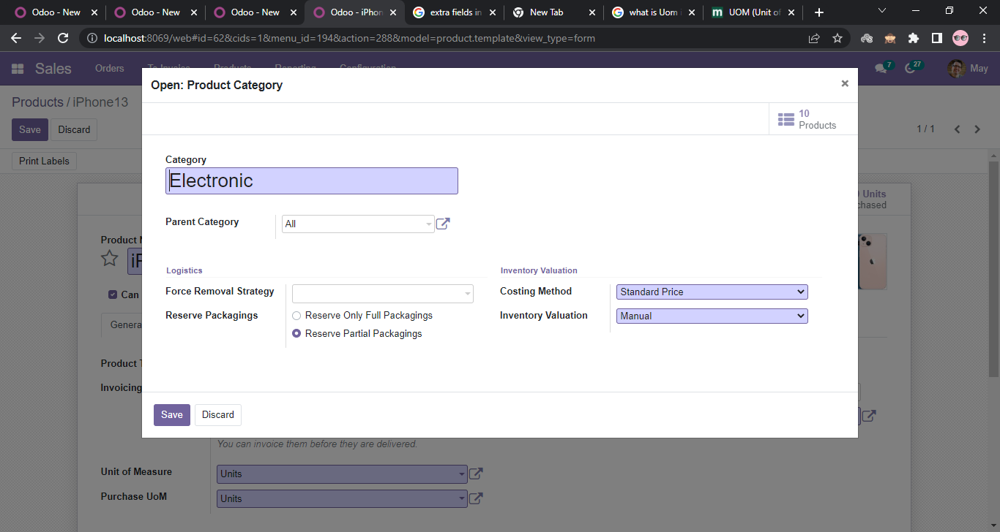 Odoo - New
Odoo - New
Odoo - New
Odoo - iPhon
extra fields in
New Tab
what is Uom i
UOM (Unit of
localhost:8069/web#id=62&cids=1&menu_id=194&action=288&model=product.template&view_type=form
Sales Orders To Invoice Products Reporting Configuration 7 27 May
Products / iPhone13
Save Discard
1 / 1
Print Labels
Open: Product Category ×
10
Products
Category
Electronic
Parent Category All
Logistics
Force Removal Strategy
Reserve Packagings Reserve Only Full Packagings
Reserve Partial Packagings
Inventory Valuation
Costing Method Standard Price
Inventory Valuation Manual
Save Discard
Units
chased
Product
iP
Can
Genera
Product T
Invoicing
You can invoice them before they are delivered.
Unit of Measure Units
Purchase UoM Units